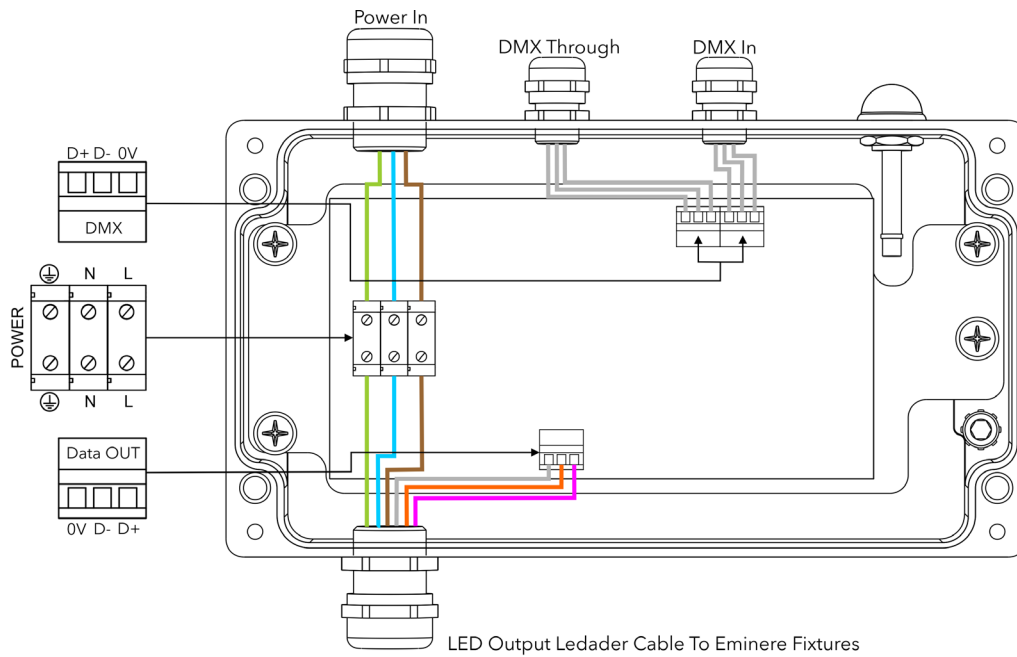 Power In
DMX Through
DMX In
D+ D- 0V
DMX
N L
POWER
N L
Data OUT
0V D- D+
LED Output Ledader Cable To Eminere Fixtures